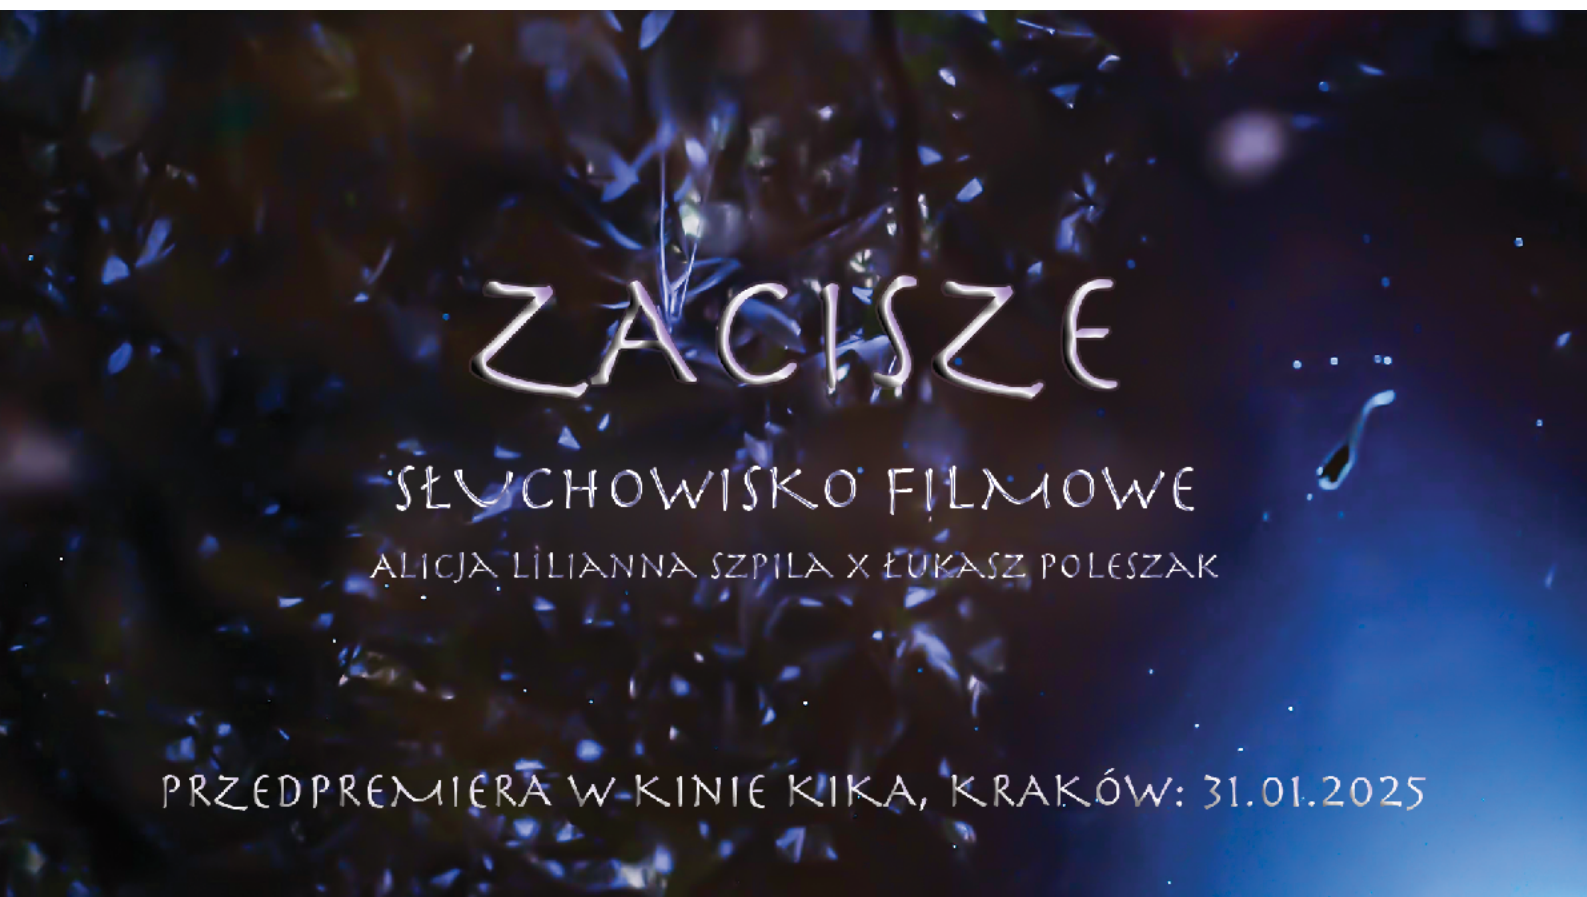 ZACISZE
SŁUCHOWISKO FILMOWE
ALICJA LILIANNA SZPILA X ŁUKASZ POLESZAK
PRZEDPREMIERA W KINIE KIKA, KRAKÓW: 31.01.2025